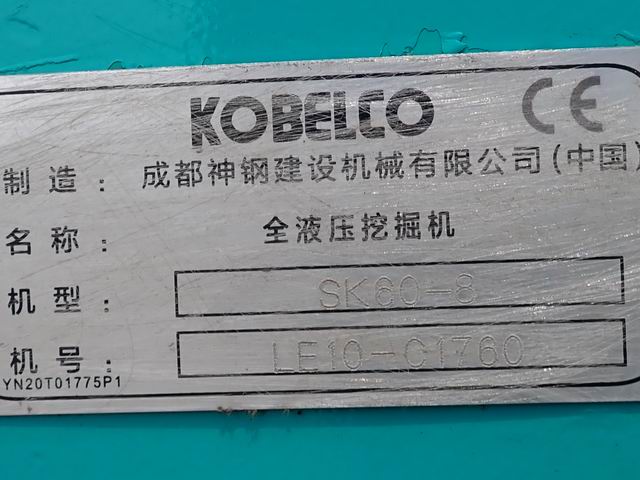 KOBELCO CE
制造： 成都神钢建设机械有限公司(中国)
名称： 全液压挖掘机
机型： SK60-8
机号： LE10-C1760
YN20T01775P1